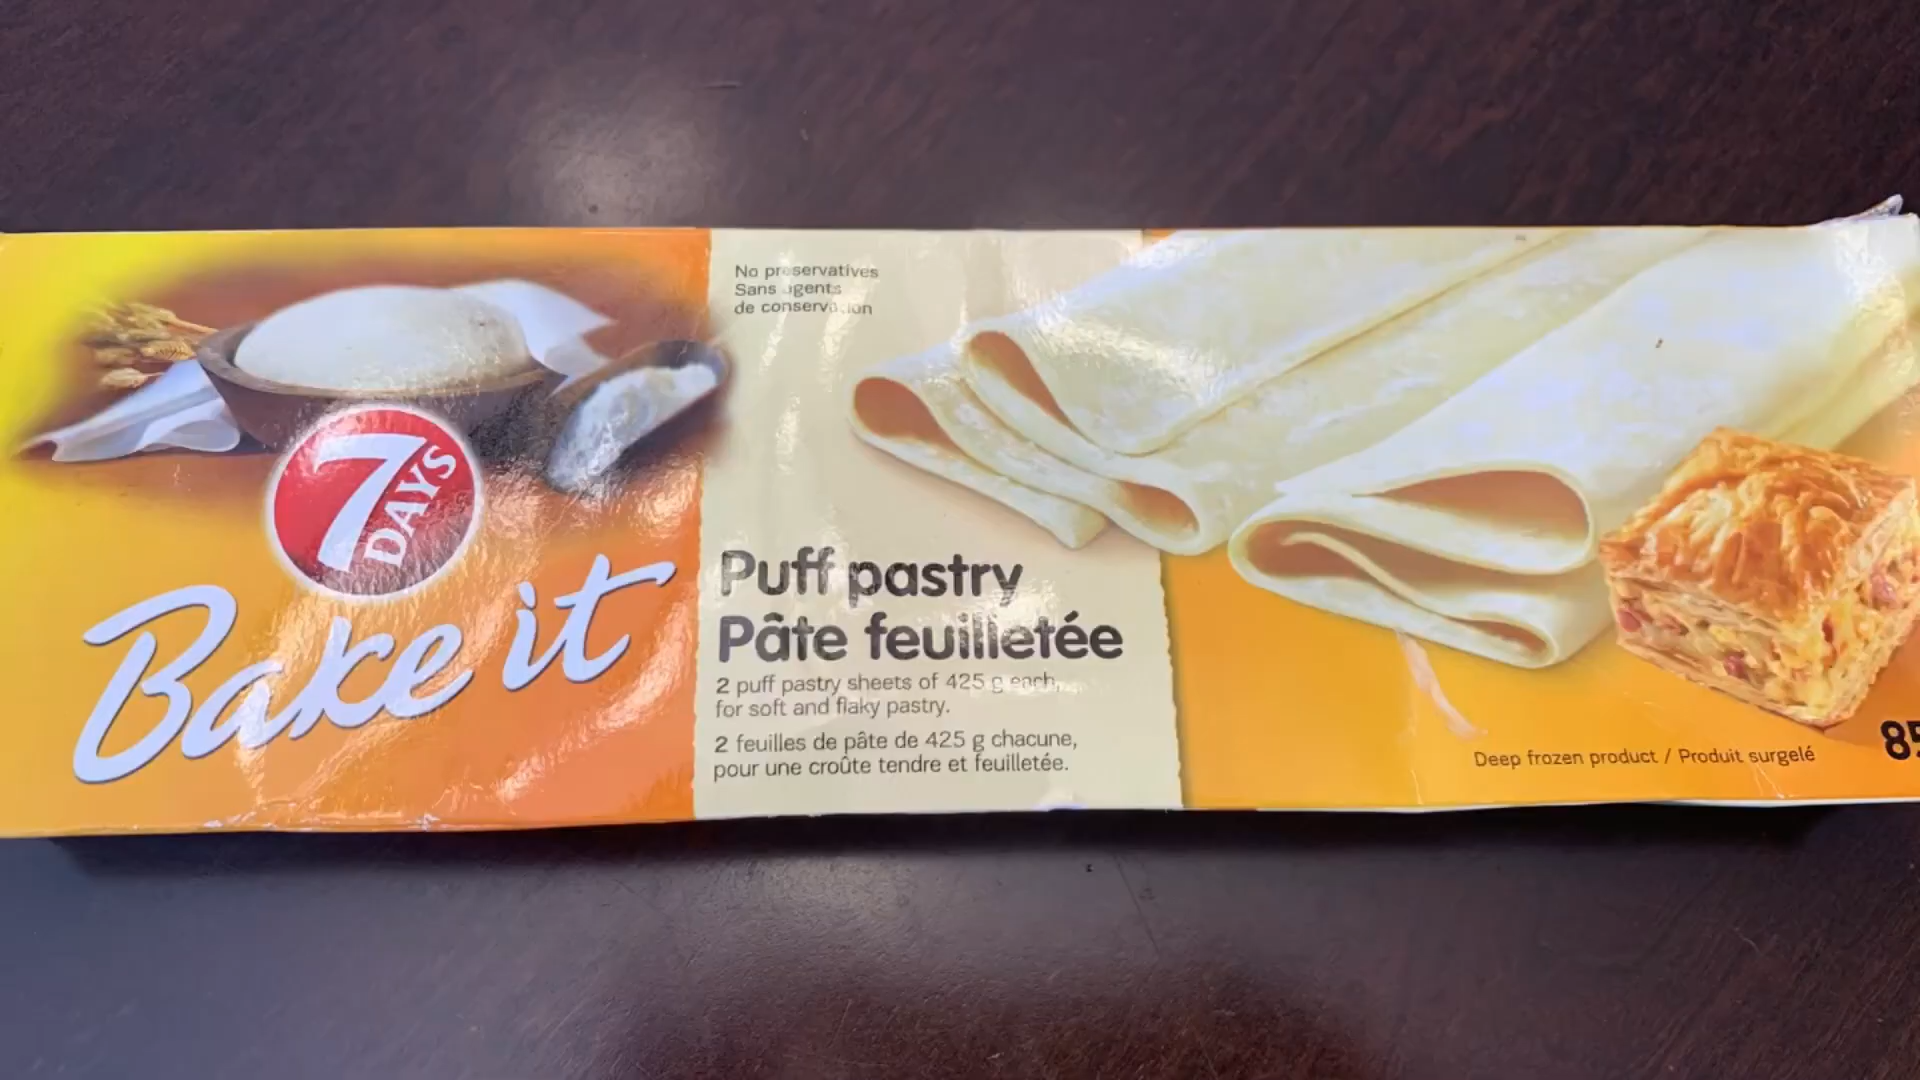 No preservatives
Sans agents
de conservation
7
DAYS
Bake it
Puff pastry
Pâte feuilletée
2 puff pastry sheets of 425 g each,
for soft and flaky pastry.
2 feuilles de pâte de 425 g chacune,
pour une croûte tendre et feuilletée.
Deep frozen product / Produit surgelé